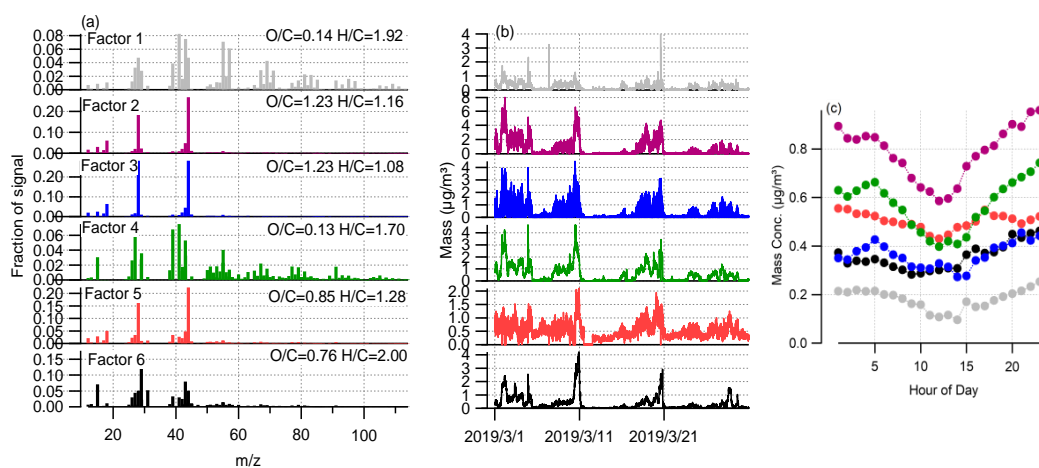 (a)
Factor 1
O/C=0.14 H/C=1.92
0.08
0.06
0.04
0.02
0.00
Factor 2
O/C=1.23 H/C=1.16
0.20
0.10
0.00
Factor 3
O/C=1.23 H/C=1.08
0.20
0.10
0.00
Factor 4
O/C=0.13 H/C=1.70
0.08
0.06
0.04
0.02
0.00
Factor 5
O/C=0.85 H/C=1.28
0.20
0.10
0.00
Factor 6
O/C=0.76 H/C=2.00
0.15
0.10
0.05
0.00
Fraction of signal
20 40 60 80 100
m/z
(b)
4
3
2
1
0
8
6
4
2
0
4
3
2
1
0
4
3
2
1
0
2.0
1.5
1.0
0.5
0.0
4
3
2
1
0
Mass (µg/m³)
2019/3/1 2019/3/11 2019/3/21
(c)
0.8
0.6
0.4
0.2
0.0
Mass Conc. (µg/m³)
5 10 15 20
Hour of Day